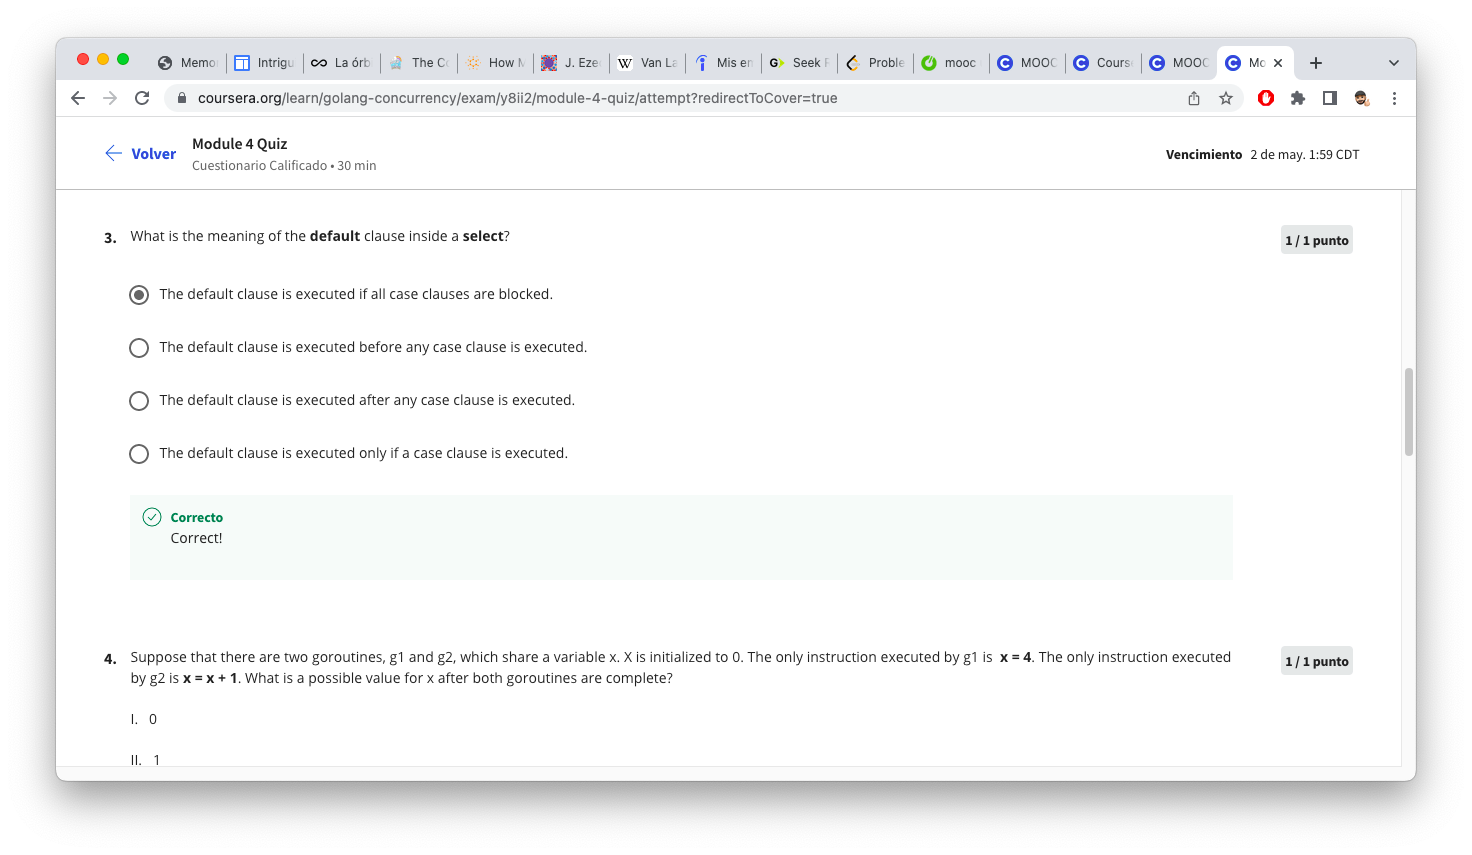 Memo
Intrigu
La órb
The Co
How M
J. Ezec
W Van La
Mis en
G Seek F
Proble
mooc
MOOC
Cours
MOOC
Mo
coursera.org/learn/golang-concurrency/exam/y8ii2/module-4-quiz/attempt?redirectToCover=true
Volver
Module 4 Quiz
Cuestionario Calificado • 30 min
Vencimiento 2 de may. 1:59 CDT
3. What is the meaning of the default clause inside a select?
1 / 1 punto
The default clause is executed if all case clauses are blocked.
The default clause is executed before any case clause is executed.
The default clause is executed after any case clause is executed.
The default clause is executed only if a case clause is executed.
Correcto
Correct!
4. Suppose that there are two goroutines, g1 and g2, which share a variable x. X is initialized to 0. The only instruction executed by g1 is x = 4. The only instruction executed
by g2 is x = x + 1. What is a possible value for x after both goroutines are complete?
1 / 1 punto
I. 0
II. 1